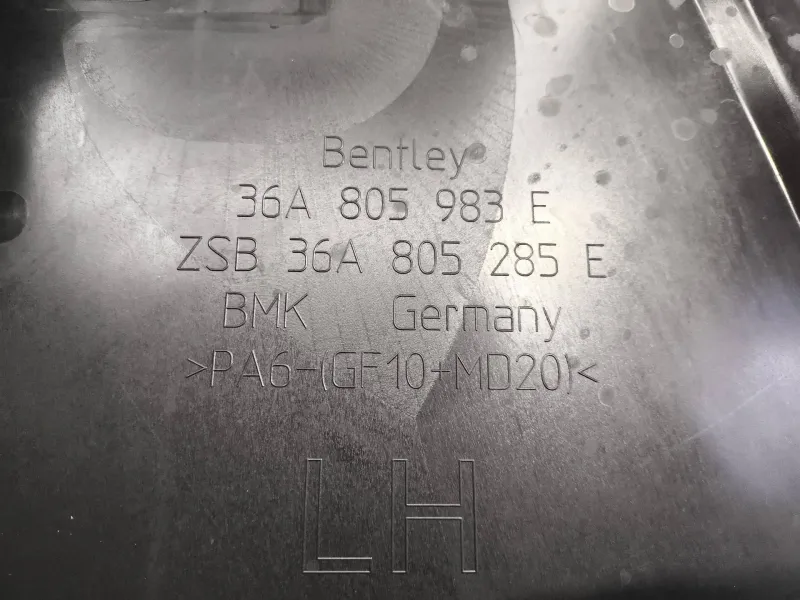 Bentley
36A 805 983 E
ZSB 36A 805 285 E
BMK Germany
>PA6-(GF10+MD20)<
LH